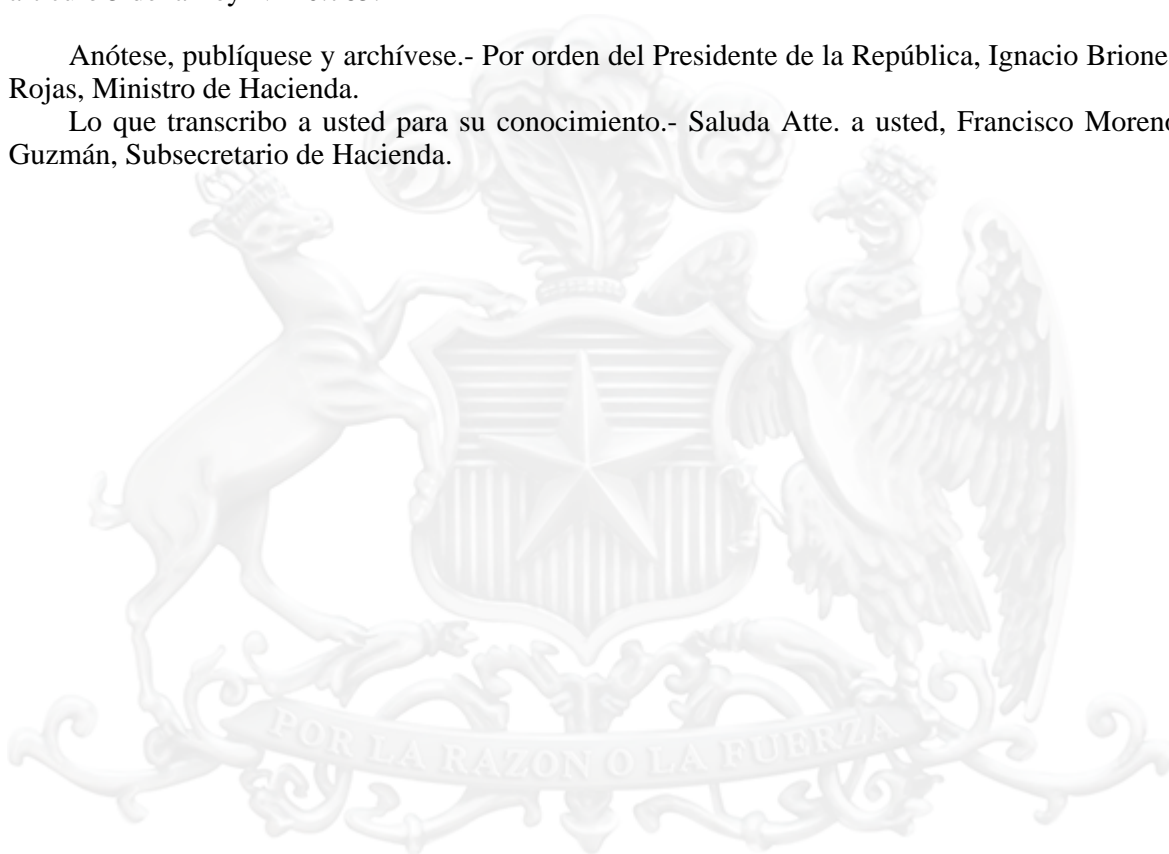 Anótese, publíquese y archívese.- Por orden del Presidente de la República, Ignacio Brione
Rojas, Ministro de Hacienda.
Lo que transcribo a usted para su conocimiento.- Saluda Atte. a usted, Francisco Moreno
Guzmán, Subsecretario de Hacienda.
POR LA RAZON O LA FUERZA